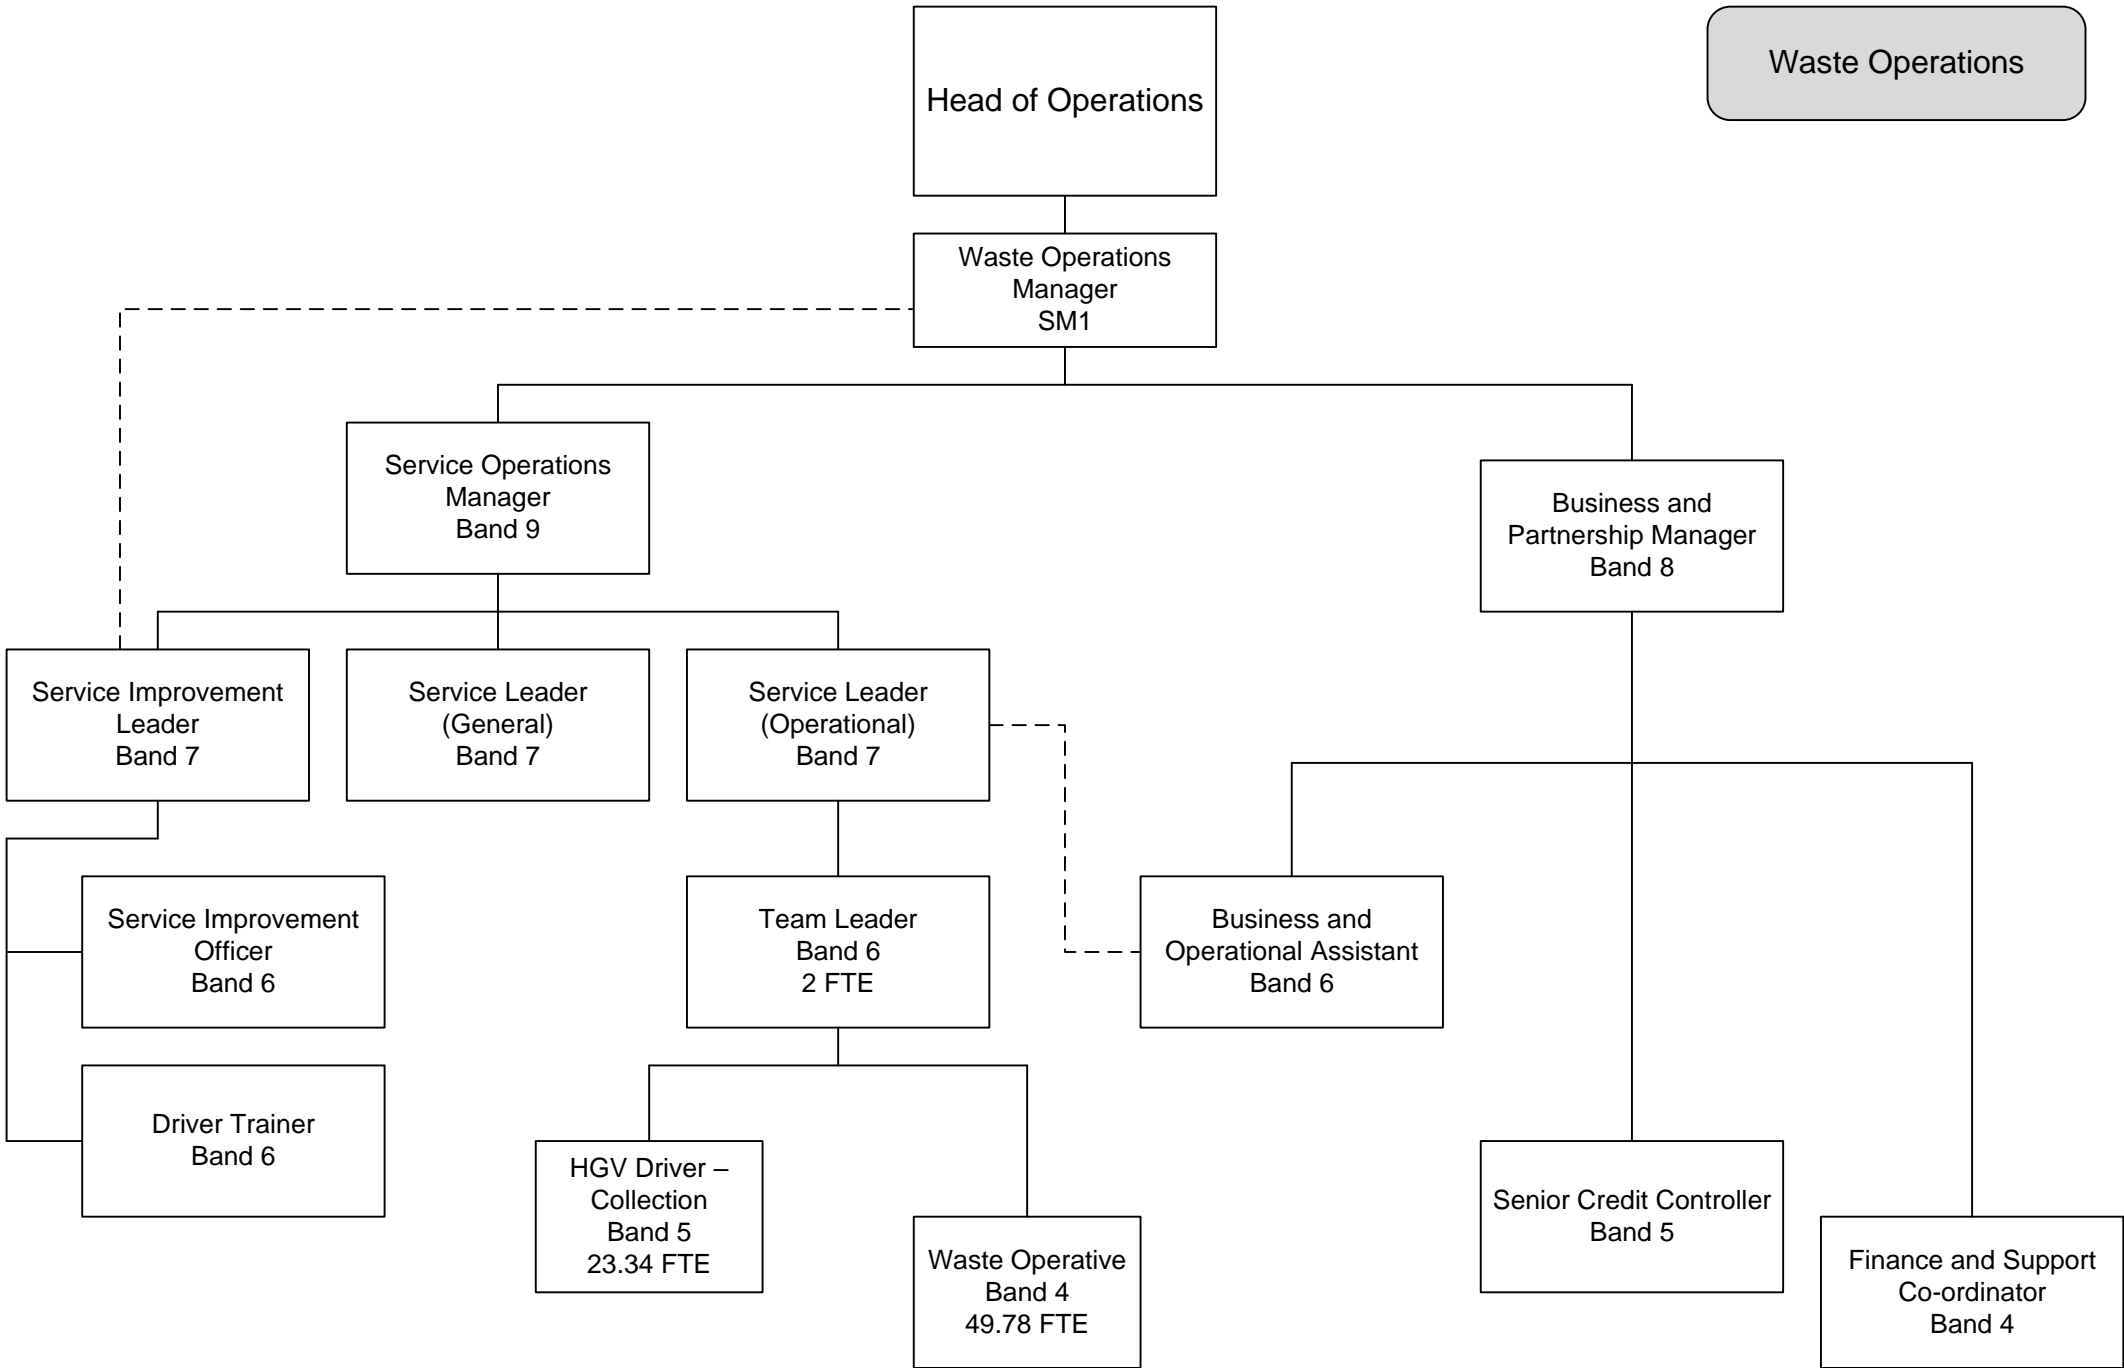 Head of Operations
Waste Operations
Waste Operations
Manager
SM1
Service Operations
Manager
Band 9
Business and
Partnership Manager
Band 8
Service Improvement
Leader
Band 7
Service Leader
(General)
Band 7
Service Leader
(Operational)
Band 7
Service Improvement
Officer
Band 6
Team Leader
Band 6
2 FTE
Business and
Operational Assistant
Band 6
Driver Trainer
Band 6
HGV Driver –
Collection
Band 5
23.34 FTE
Waste Operative
Band 4
49.78 FTE
Senior Credit Controller
Band 5
Finance and Support
Co-ordinator
Band 4